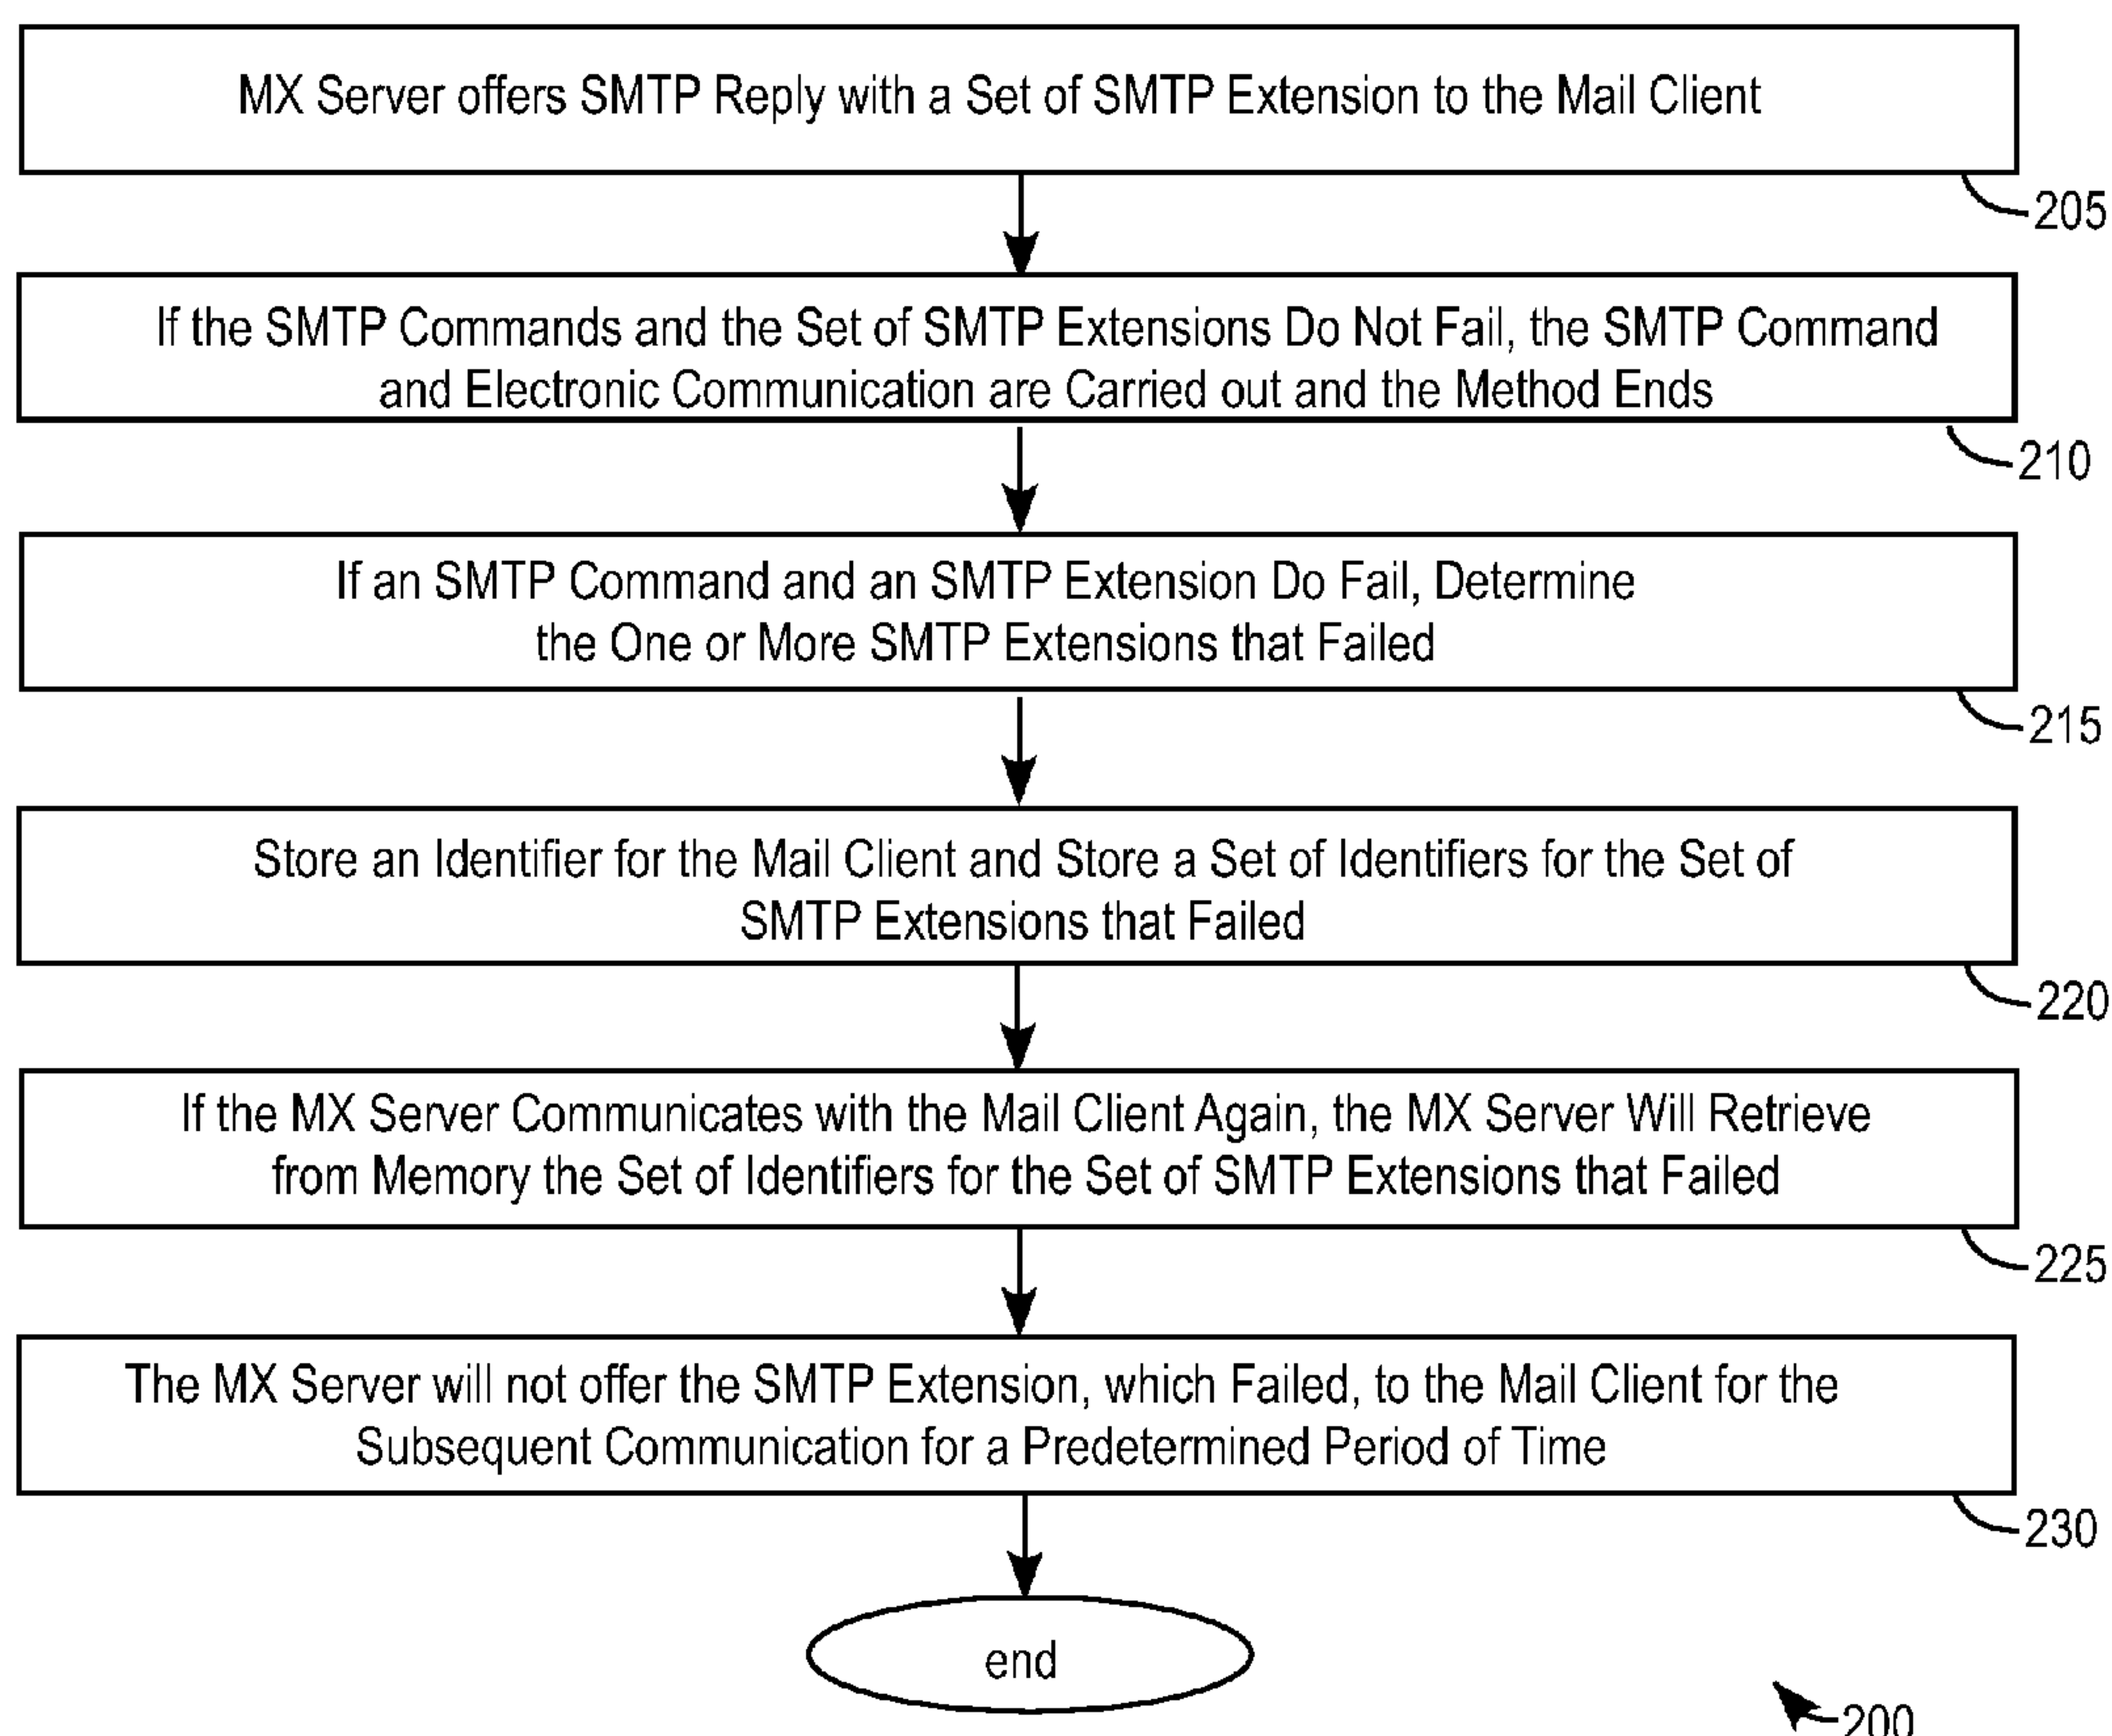 MX Server offers SMTP Reply with a Set of SMTP Extension to the Mail Client
205
If the SMTP Commands and the Set of SMTP Extensions Do Not Fail, the SMTP Command
and Electronic Communication are Carried out and the Method Ends
210
If an SMTP Command and an SMTP Extension Do Fail, Determine
the One or More SMTP Extensions that Failed
215
Store an Identifier for the Mail Client and Store a Set of Identifiers for the Set of
SMTP Extensions that Failed
220
If the MX Server Communicates with the Mail Client Again, the MX Server Will Retrieve
from Memory the Set of Identifiers for the Set of SMTP Extensions that Failed
225
The MX Server will not offer the SMTP Extension, which Failed, to the Mail Client for the
Subsequent Communication for a Predetermined Period of Time
230
end
200